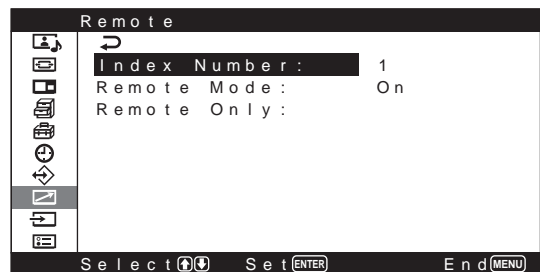 Remote
Index Number: 1
Remote Mode: On
Remote Only:
Select Set ENTER End MENU